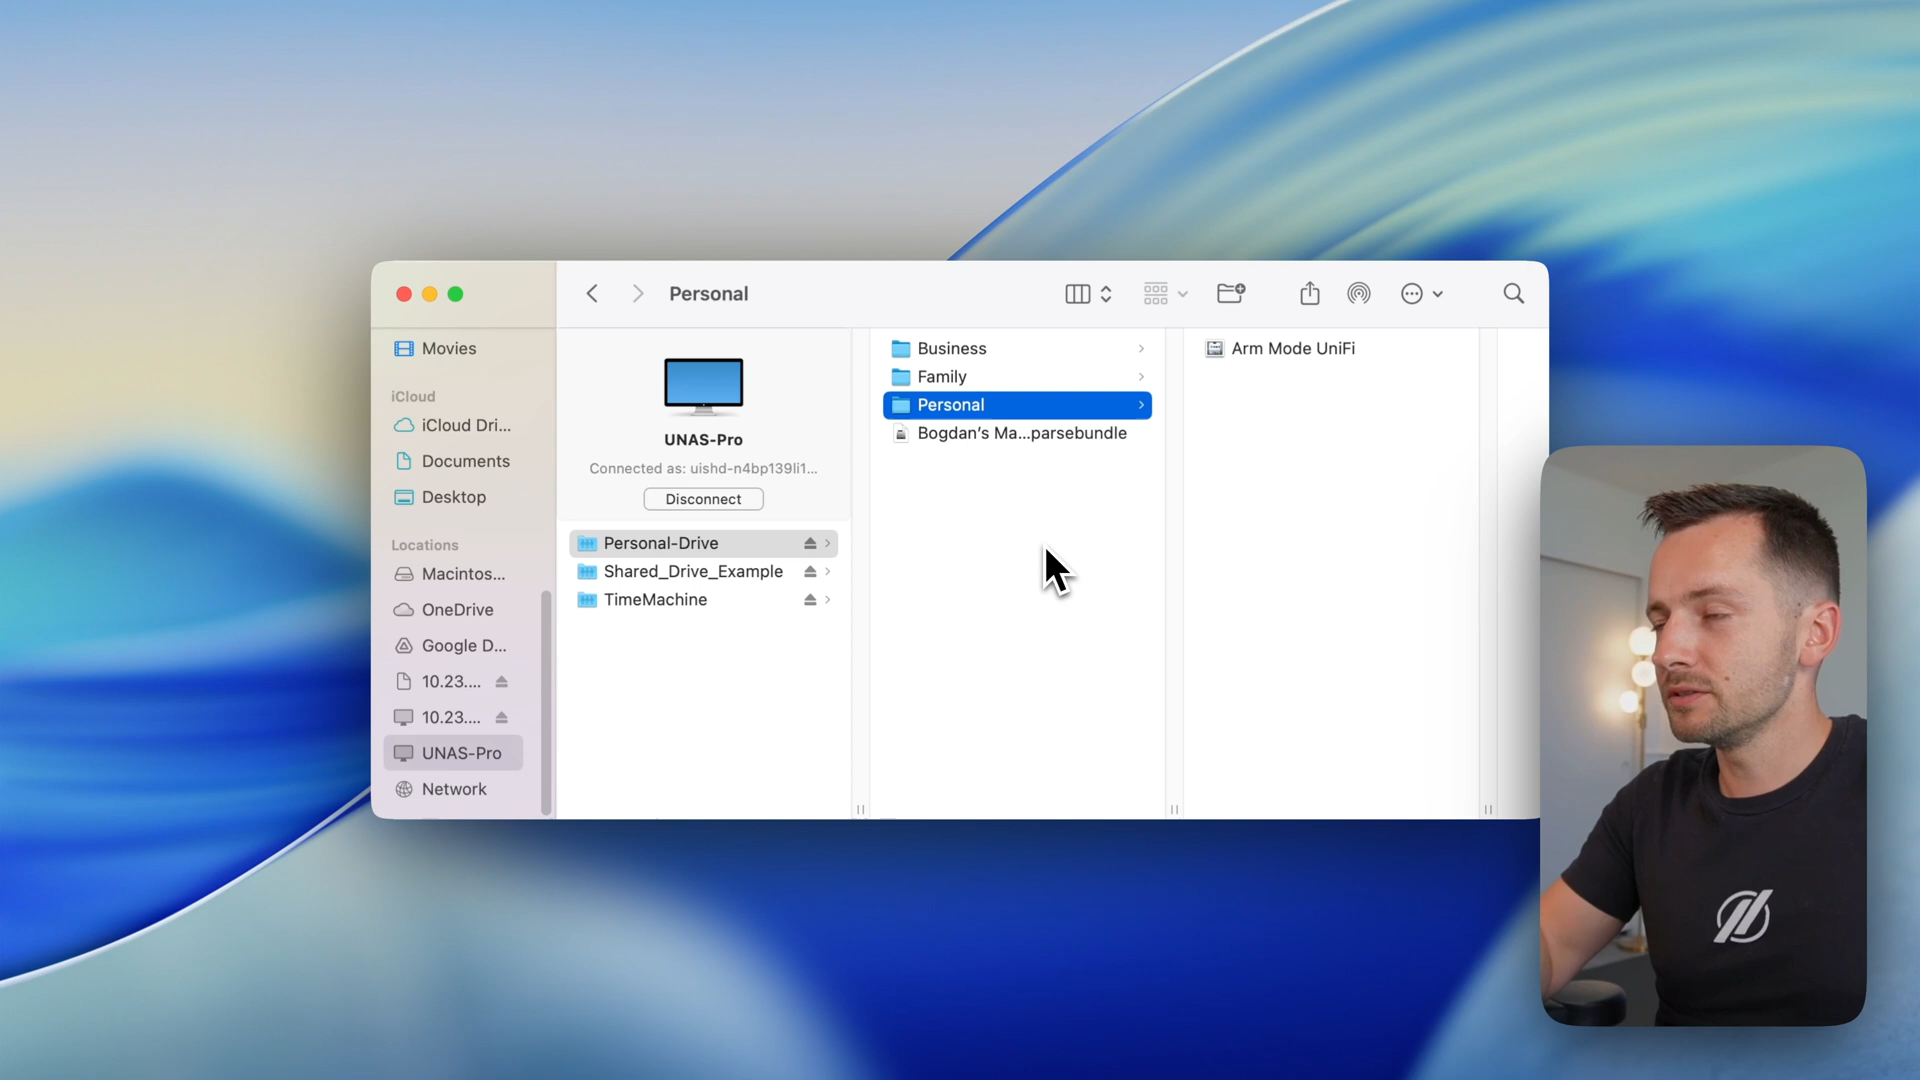 Personal
Movies
iCloud
iCloud Dri...
Documents
Desktop
Locations
Macintos...
OneDrive
Google D...
10.23....
10.23....
UNAS-Pro
Network
UNAS-Pro
Connected as: uishd-n4bp139li1...
Disconnect
Personal-Drive
Shared_Drive_Example
TimeMachine
Business
Family
Personal
Bogdan's Ma...parsebundle
Arm Mode UniFi